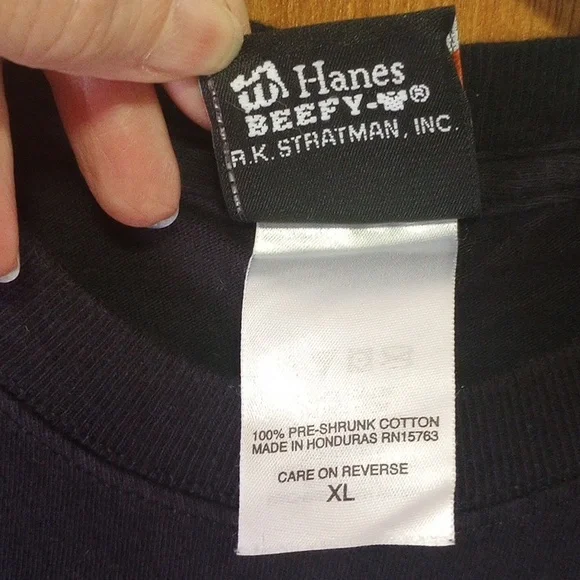 Hanes
BEEFY-®
R.K. STRATMAN, INC.
100% PRE-SHRUNK COTTON
MADE IN HONDURAS RN15763
CARE ON REVERSE
XL